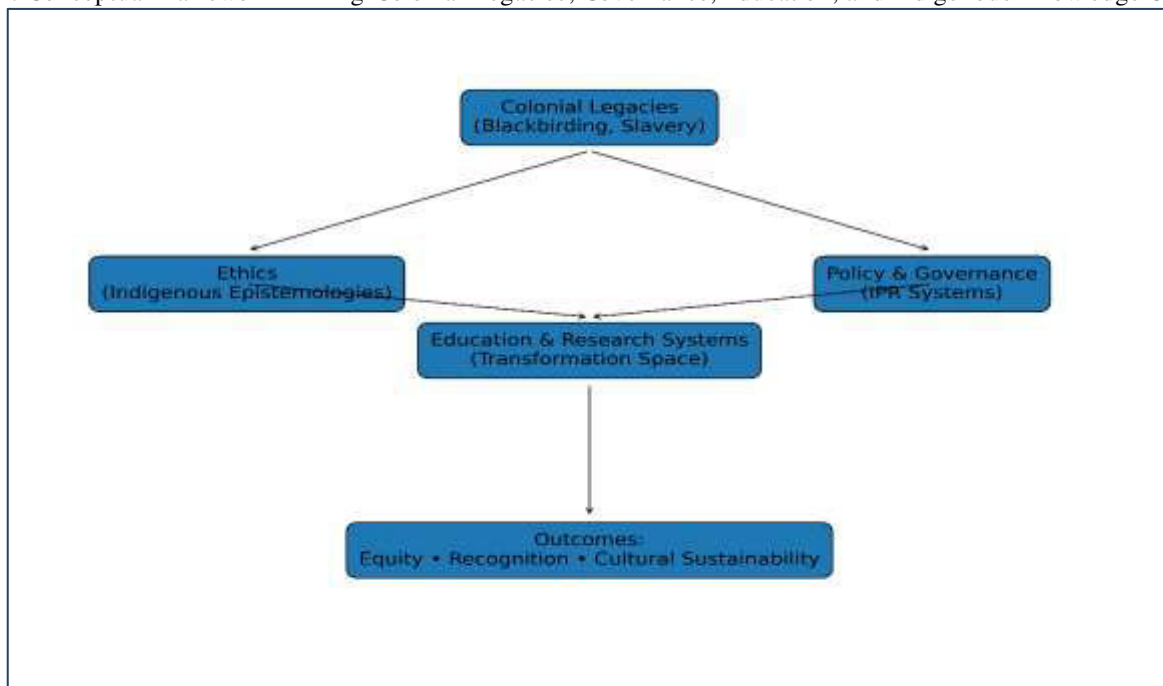 Colonial Legacies
(Blackbirding, Slavery)
Ethics
(Indigenous Epistemologies)
Policy & Governance
(IPR Systems)
Education & Research Systems
(Transformation Space)
Outcomes:
Equity • Recognition • Cultural Sustainability